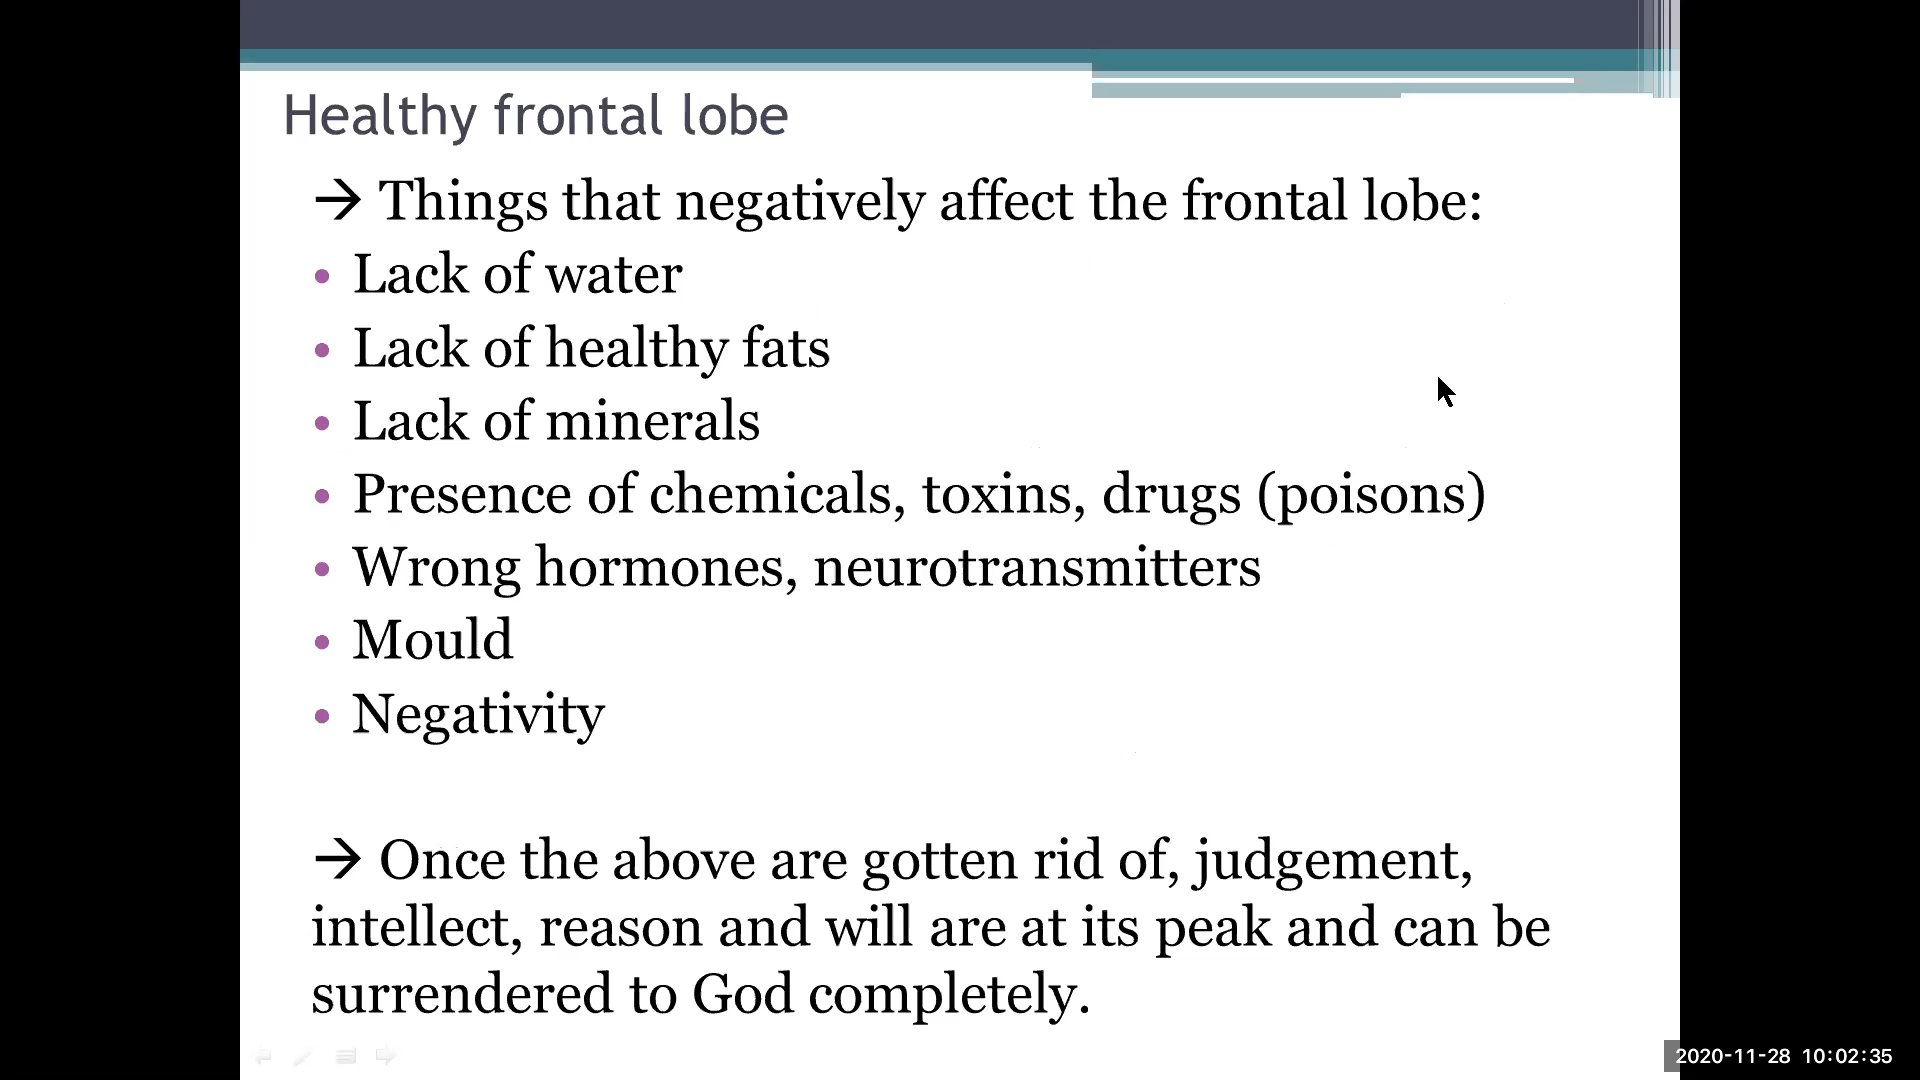 Healthy frontal lobe
→ Things that negatively affect the frontal lobe:
• Lack of water
• Lack of healthy fats
• Lack of minerals
• Presence of chemicals, toxins, drugs (poisons)
• Wrong hormones, neurotransmitters
• Mould
• Negativity
→ Once the above are gotten rid of, judgement,
intellect, reason and will are at its peak and can be
surrendered to God completely.
2020-11-28 10:02:35